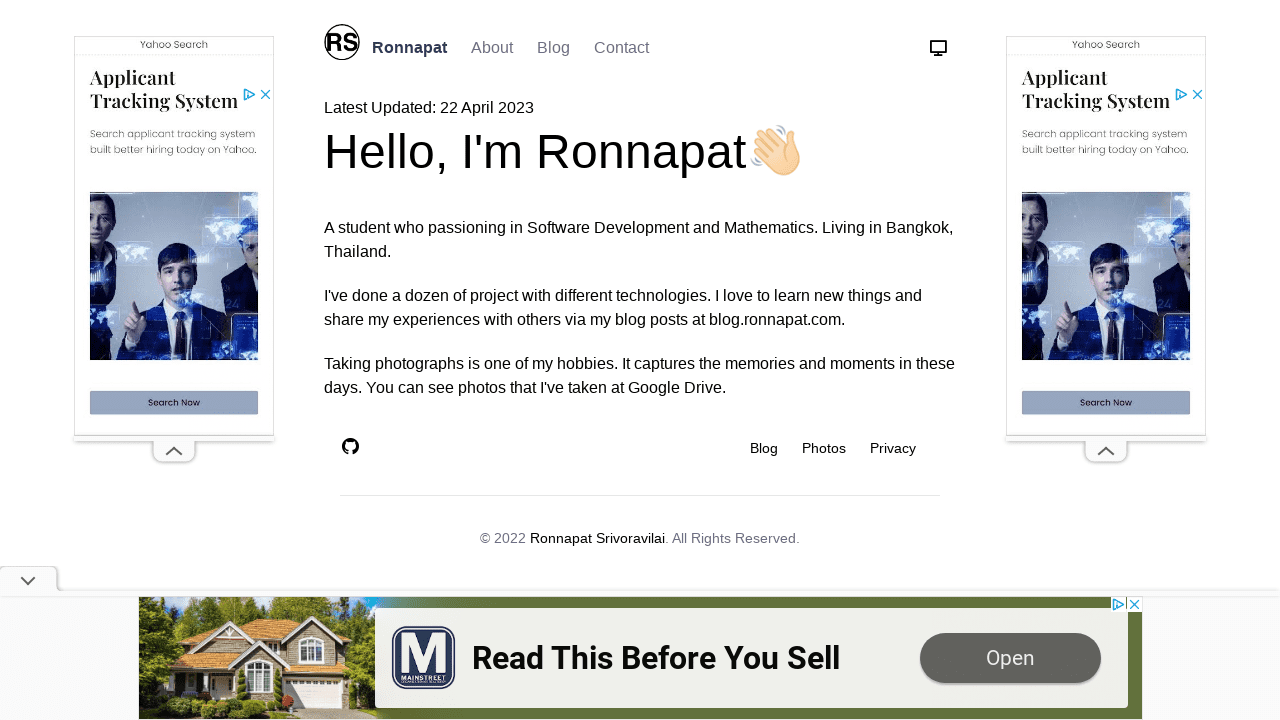 RS
Ronnapat About Blog Contact
Yahoo Search
Applicant
Tracking System
Search applicant tracking system
built better hiring today on Yahoo.
Search Now
Latest Updated: 22 April 2023
Hello, I'm Ronnapat👋🏻
A student who passioning in Software Development and Mathematics. Living in Bangkok,
Thailand.
I've done a dozen of project with different technologies. I love to learn new things and
share my experiences with others via my blog posts at blog.ronnapat.com.
Taking photographs is one of my hobbies. It captures the memories and moments in these
days. You can see photos that I've taken at Google Drive.
Blog Photos Privacy
© 2022 Ronnapat Srivoravilai. All Rights Reserved.
Yahoo Search
Applicant
Tracking System
Search applicant tracking system
built better hiring today on Yahoo.
Search Now
M
MAINSTREET
Read This Before You Sell
Open